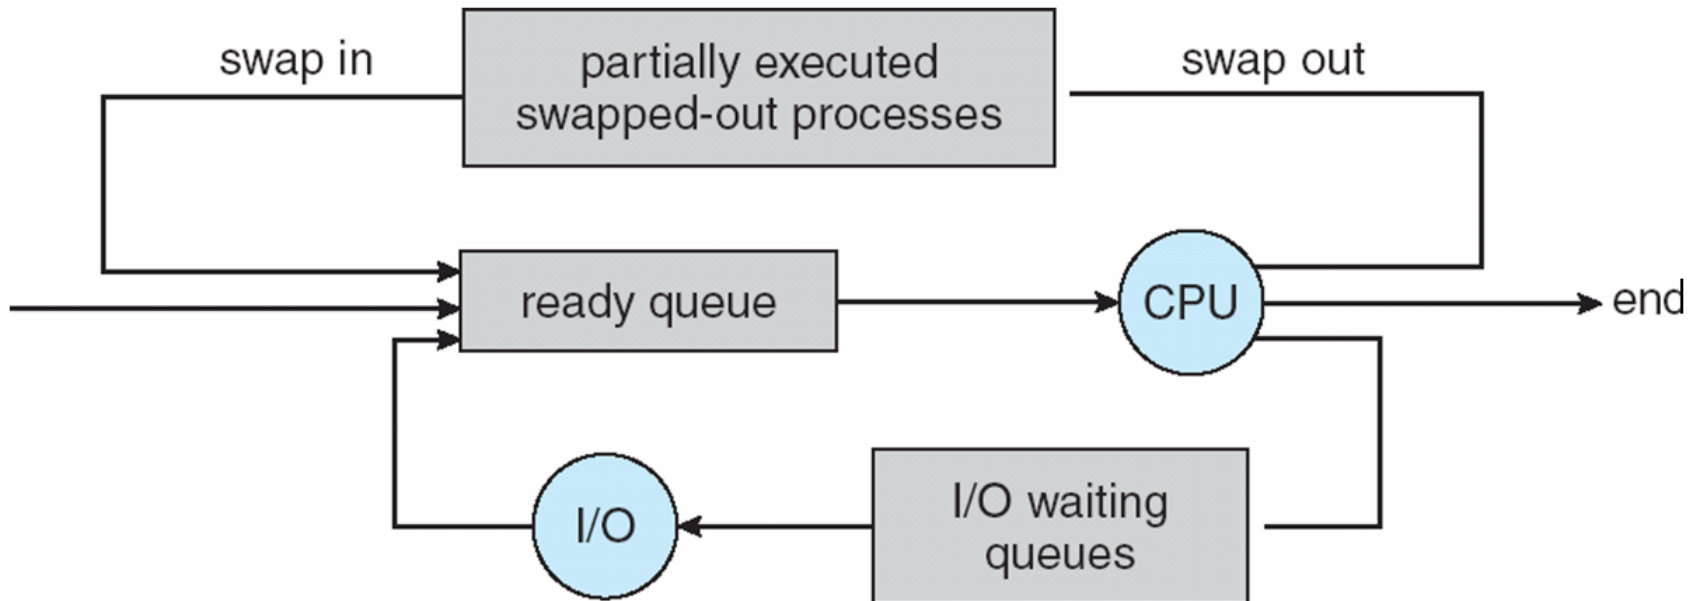 swap in
partially executed
swapped-out processes
swap out
ready queue
CPU
end
I/O
I/O waiting
queues